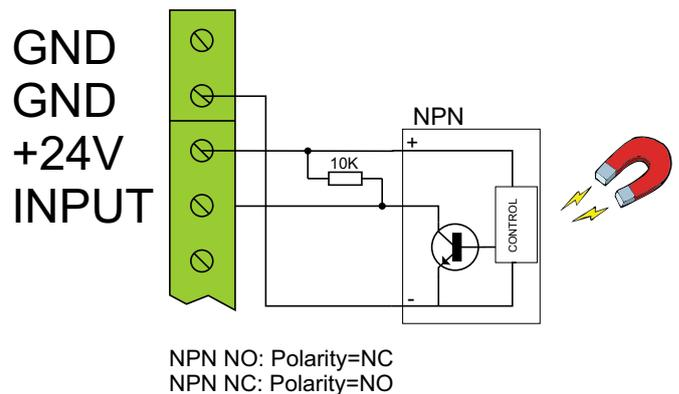 GND
GND
+24V
INPUT
NPN
+
10K
CONTROL
-
NPN NO: Polarity=NC
NPN NC: Polarity=NO